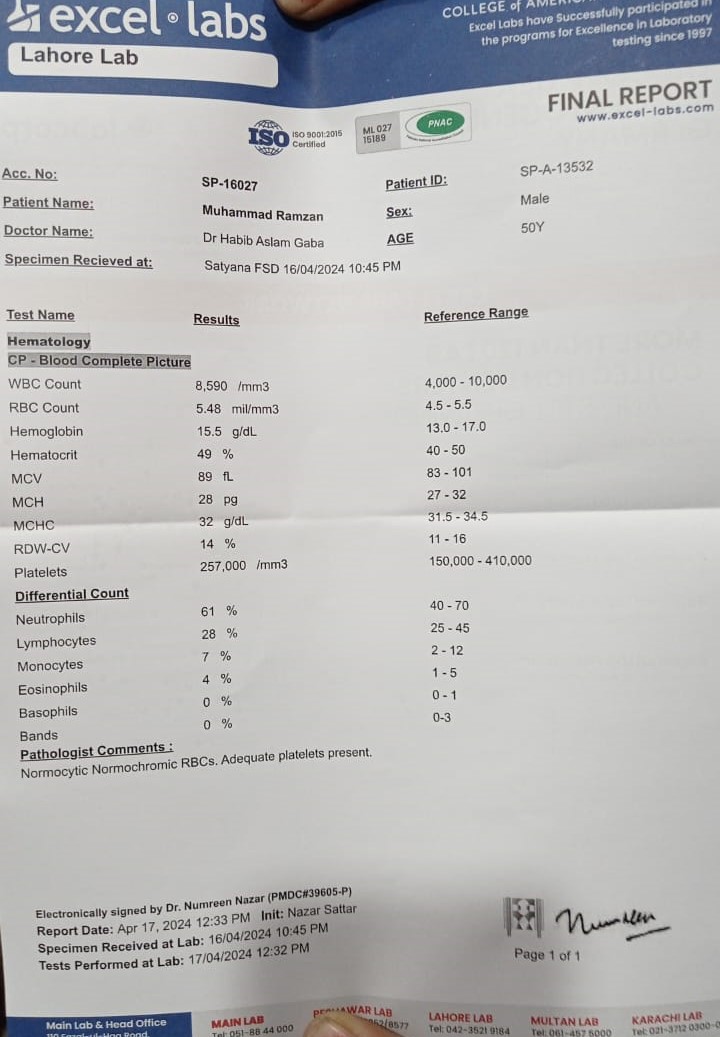 excel labs
Lahore Lab
COLLEGE of
Excel Labs have Successfully participated in
the programs for Excellence in Laboratory
testing since 1997
FINAL REPORT
www.excel-labs.com
ISO ISO 9001:2015
Certified
ML 027
15189
PNAC
Acc. No: SP-16027 Patient ID: SP-A-13532
Patient Name: Muhammad Ramzan Sex: Male
Doctor Name: Dr Habib Aslam Gaba AGE 50Y
Specimen Recieved at: Satyana FSD 16/04/2024 10:45 PM
Test Name Results Reference Range
Hematology
CP - Blood Complete Picture
WBC Count 8,590 /mm3 4,000 - 10,000
RBC Count 5.48 mil/mm3 4.5 - 5.5
Hemoglobin 15.5 g/dL 13.0 - 17.0
Hematocrit 49 % 40 - 50
MCV 89 fL 83 - 101
MCH 28 pg 27 - 32
MCHC 32 g/dL 31.5 - 34.5
RDW-CV 14 % 11 - 16
Platelets 257,000 /mm3 150,000 - 410,000
Differential Count
Neutrophils 61 % 40 - 70
Lymphocytes 28 % 25 - 45
Monocytes 7 % 2 - 12
Eosinophils 4 % 1 - 5
Basophils 0 % 0 - 1
Bands 0 % 0-3
Pathologist Comments :
Normocytic Normochromic RBCs. Adequate platelets present.
Electronically signed by Dr. Numreen Nazar (PMDC#39605-P)
Report Date: Apr 17, 2024 12:33 PM Init: Nazar Sattar
Specimen Received at Lab: 16/04/2024 10:45 PM
Tests Performed at Lab: 17/04/2024 12:32 PM
Numreen
Page 1 of 1
Main Lab & Head Office
MAIN LAB
Tel: 051-88 44 000
LAHORE LAB
Tel: 042-3521 9184
MULTAN LAB
Tel: 061-457 5000
KARACHI LAB
Tel: 021-3712 0300